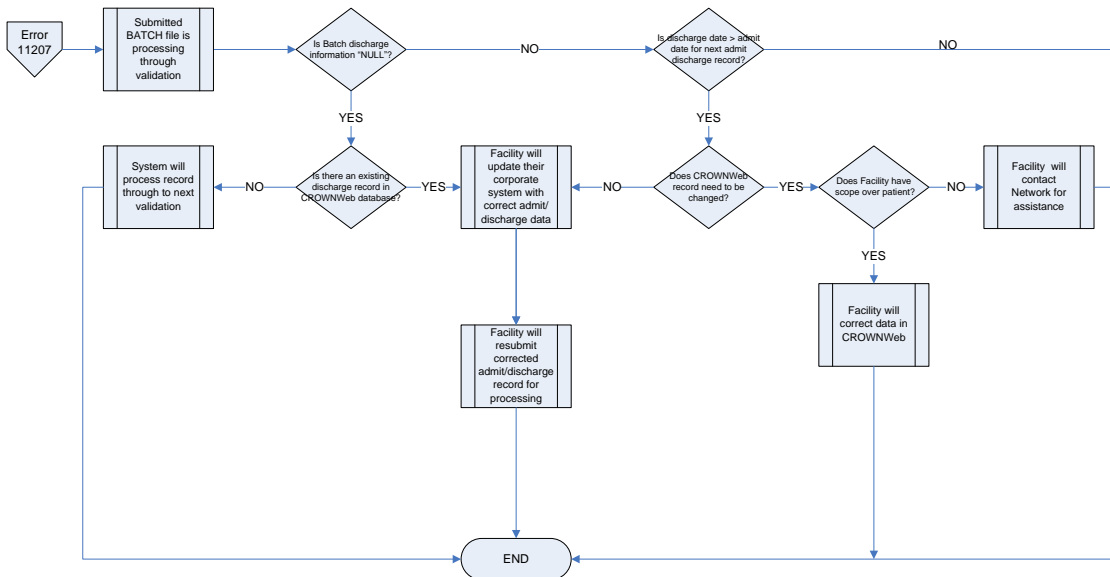 Error
11207
Submitted
BATCH file is
processing
through
validation
Is Batch discharge
information “NULL”?
NO
Is discharge date > admit
date for next admit
discharge record?
NO
YES
YES
System will
process record
through to next
validation
NO
Is there an existing
discharge record in
CROWNWeb database?
YES
Facility will
update their
corporate
system with
correct admit/
discharge data
NO
Does CROWNWeb
record need to be
changed?
YES
Does Facility have
scope over patient?
NO
Facility will
contact
Network for
assistance
YES
Facility will
correct data in
CROWNWeb
Facility will
resubmit
corrected
admit/discharge
record for
processing
END